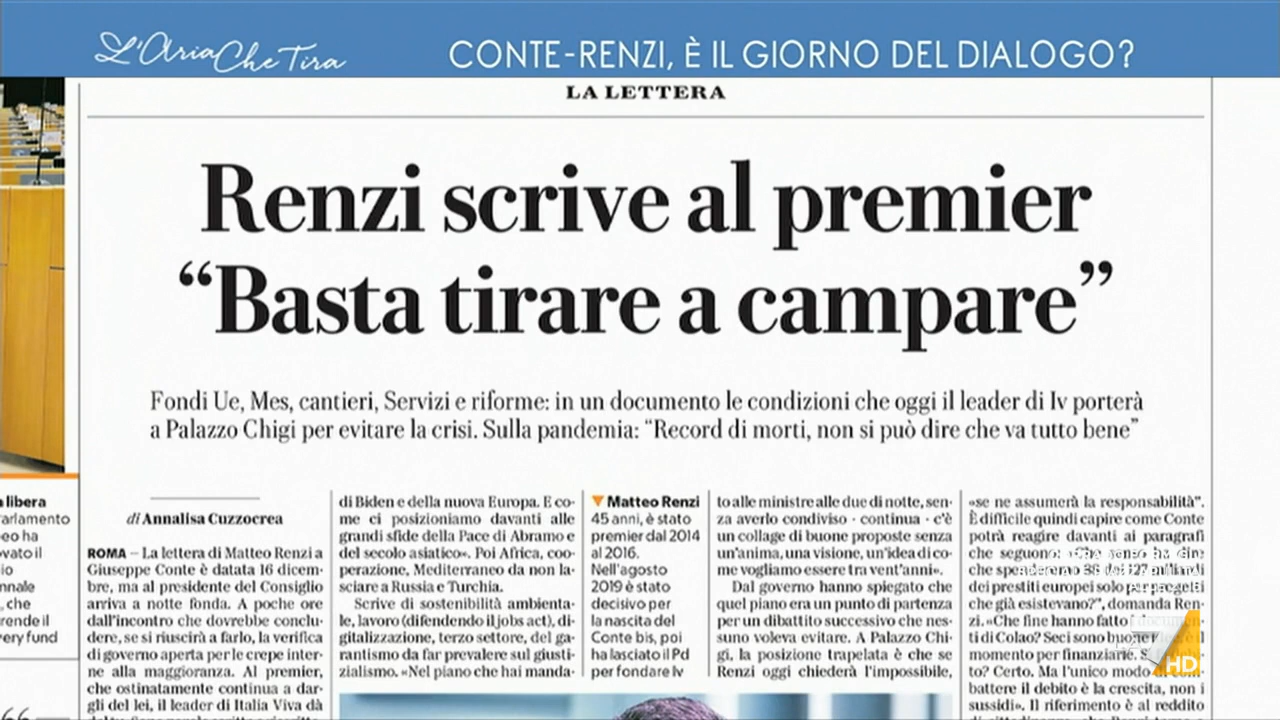 L'Aria Che Tira
CONTE-RENZI, È IL GIORNO DEL DIALOGO?
LA LETTERA
Renzi scrive al premier
“Basta tirare a campare”
Fondi Ue, Mes, cantieri, Servizi e riforme: in un documento le condizioni che oggi il leader di Iv porterà
a Palazzo Chigi per evitare la crisi. Sulla pandemia: “Record di morti, non si può dire che va tutto bene”
libera
arlamento
eo ha
vato il
io
nnale
, che
rende il
very fund
di Annalisa Cuzzocrea
ROMA – La lettera di Matteo Renzi a
Giuseppe Conte è datata 16 dicem-
bre, ma al presidente del Consiglio
arriva a notte fonda. A poche ore
dall'incontro che dovrebbe conclu-
dere, se si riuscirà a farlo, la verifica
di governo aperta per le crepe inter-
ne alla maggioranza. Al premier,
che ostinatamente continua a dar-
gli del lei, il leader di Italia Viva dà
di Biden e della nuova Europa. E co-
me ci posizioniamo davanti alle
grandi sfide della Pace di Abramo e
del secolo asiatico». Poi Africa, coo-
perazione, Mediterraneo da non la-
sciare a Russia e Turchia.
Scrive di sostenibilità ambienta-
le, lavoro (difendendo il jobs act), di-
gitalizzazione, terzo settore, del ga-
rantismo da far prevalere sul giusti-
zialismo. «Nel piano che hai manda-
▼ Matteo Renzi
45 anni, è stato
premier dal 2014
al 2016.
Nell'agosto
2019 è stato
decisivo per
la nascita del
Conte bis, poi
ha lasciato il Pd
per fondare Iv
to alle ministre alle due di notte, sen-
za averlo condiviso - continua - c'è
un collage di buone proposte senza
un'anima, una visione, un'idea di co-
me vogliamo essere tra vent'anni».
Dal governo hanno spiegato che
quel piano era un punto di partenza
per un dibattito successivo che nes-
suno voleva evitare. A Palazzo Chi-
gi, la posizione trapelata è che se
Renzi oggi chiederà l'impossibile,
«se ne assumerà la responsabilità".
È difficile quindi capire come Conte
potrà reagire davanti ai paragrafi
che seguono:
dei prestiti europei solo per progetti
che già esistevano?", domanda Ren-
zi. «Che fine hanno fatto
ti di Colao? Seci sono
momento per finanziarie.
to? Certo. Ma l'unico modo
battere il debito è la crescita, non i
sussidi». Il riferimento è al reddito
HD